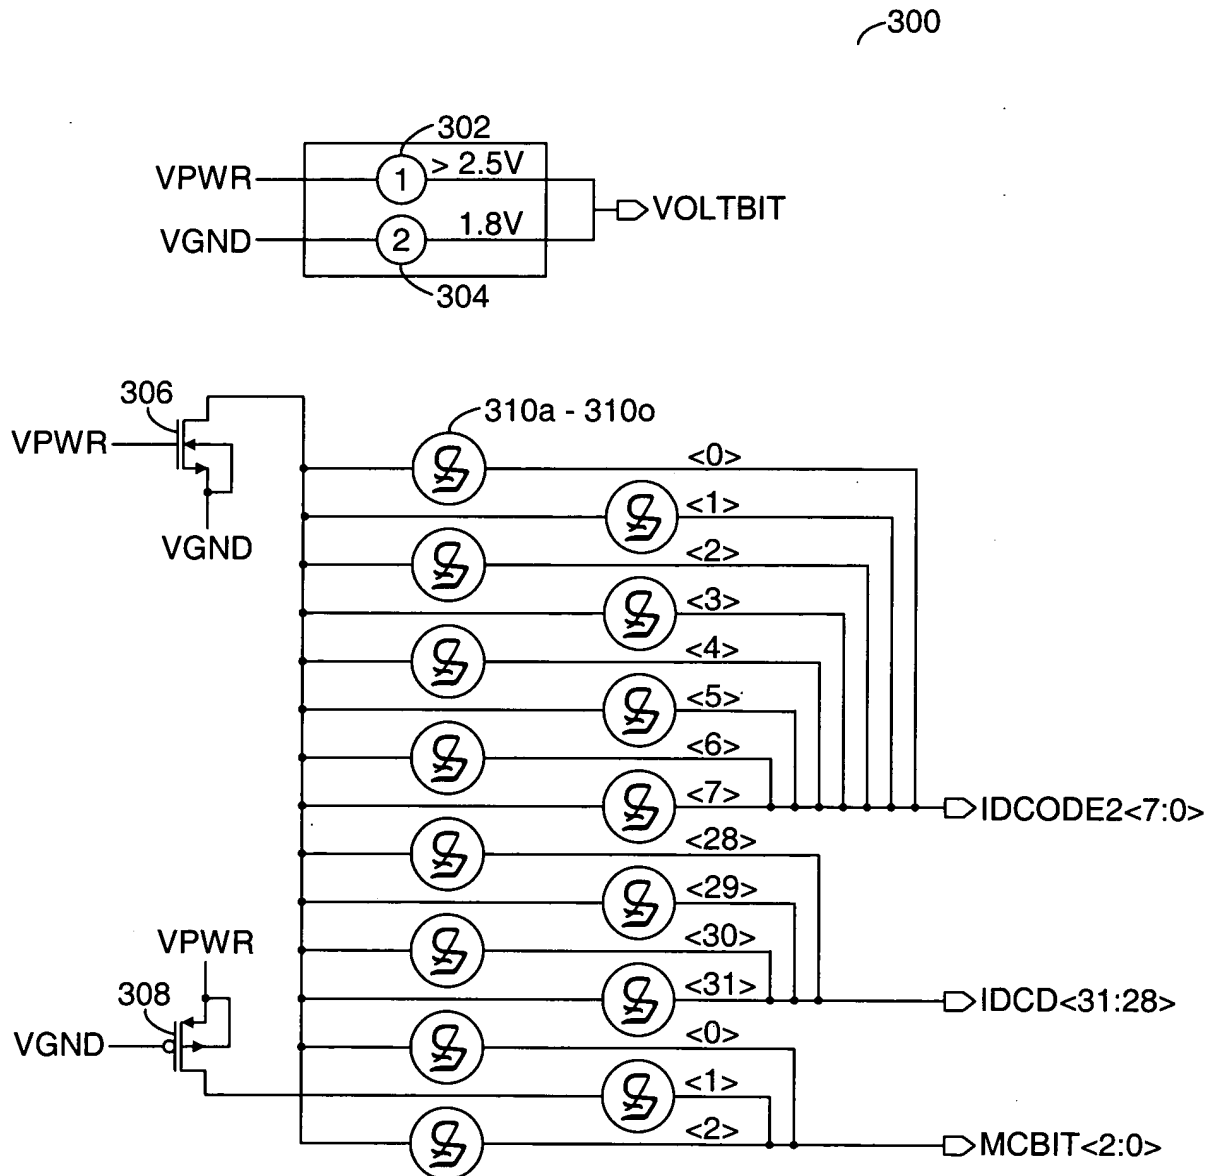 300
302
VPWR 1 > 2.5V
VOLTBIT
VGND 2 1.8V
304
306
310a - 310o
VPWR
<0>
<1>
VGND
<2>
<3>
<4>
<5>
<6>
<7>
IDCODE2<7:0>
<28>
<29>
VPWR
<30>
308
<31>
IDCD<31:28>
VGND
<0>
<1>
<2>
MCBIT<2:0>